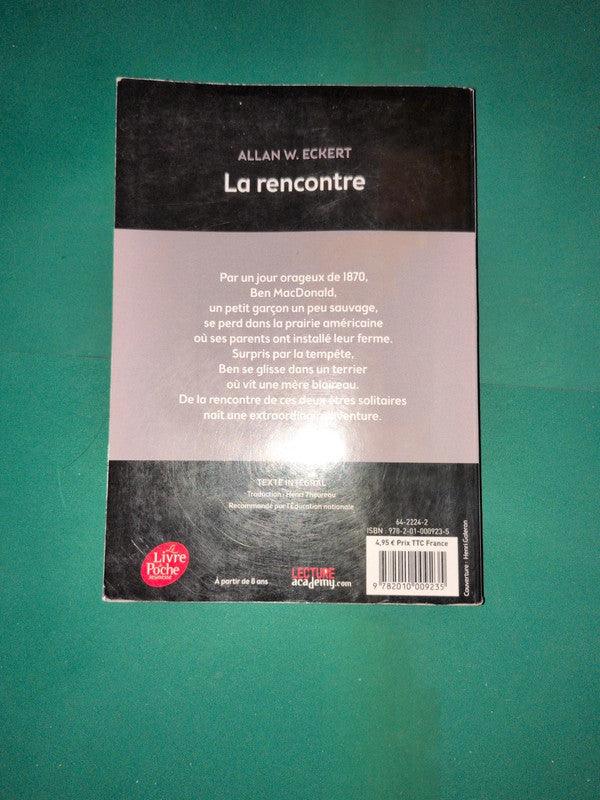 ALLAN W. ECKERT
La rencontre
Par un jour orageux de 1870,
Ben MacDonald,
un petit garçon un peu sauvage,
se perd dans la prairie américaine
où ses parents ont installé leur ferme.
Surpris par la tempête,
Ben se glisse dans un terrier
où vit une mère blaireau.
De la rencontre de ces deux êtres solitaires
naît une extraordinaire aventure.
TEXTE INTÉGRAL
Traduction : Henri Theureau
Recommandé par l'Éducation nationale
64-2224-2
ISBN : 978-2-01-000923-5
4,95 € Prix TTC France
9 782010 009235
Couverture : Henri Galeron
Le
Livre
de
Poche
JEUNESSE
À partir de 8 ans
LECTURE
academy.com